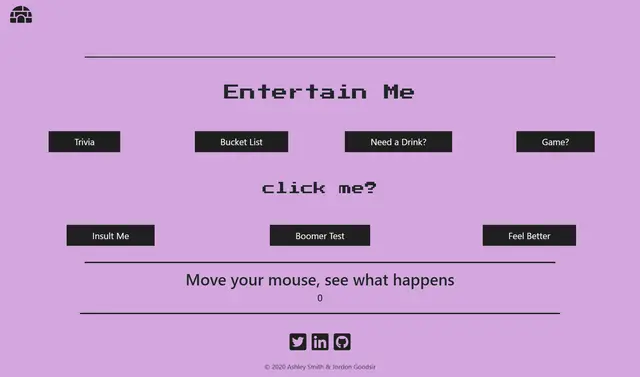 Entertain Me
Trivia
Bucket List
Need a Drink?
Game?
click me?
Insult Me
Boomer Test
Feel Better
Move your mouse, see what happens
0
© 2020 Ashley Smith & Jordon Goodsir